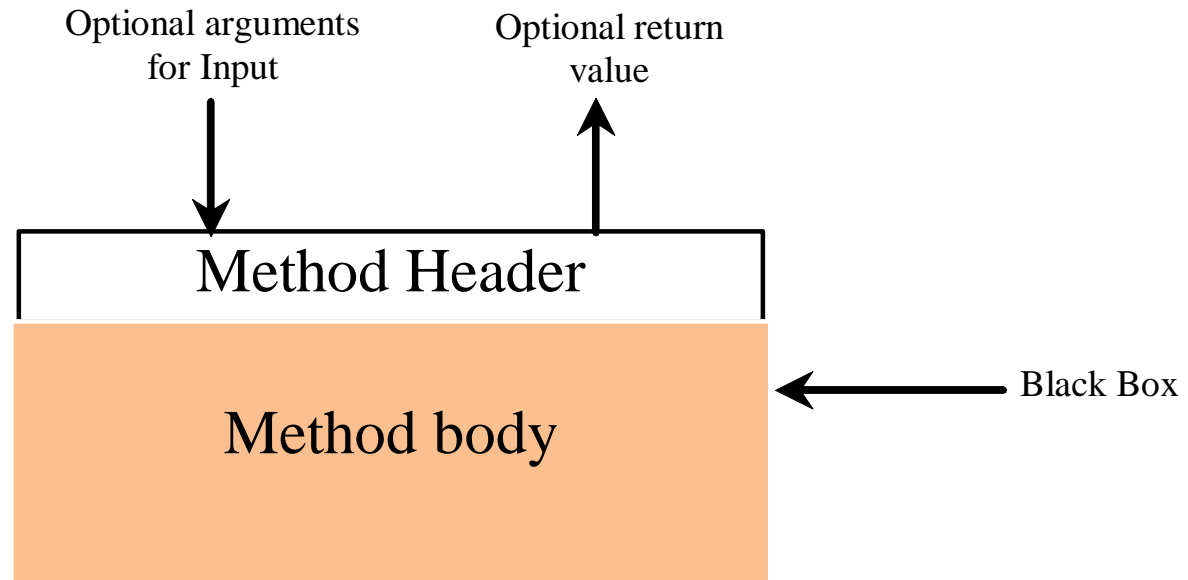 Optional arguments
for Input
Optional return
value
Method Header
Black Box
Method body